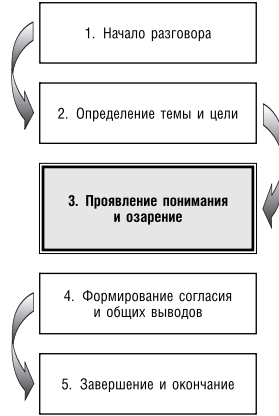 1. Начало разговора
2. Определение темы и цели
3. Проявление понимания
и озарение
4. Формирование согласия
и общих выводов
5. Завершение и окончание